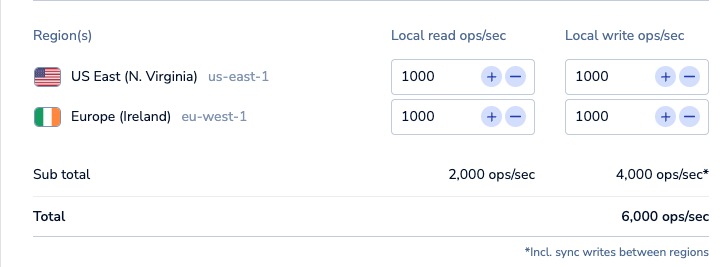 Region(s) Local read ops/sec Local write ops/sec
US East (N. Virginia) us-east-1 1000 + − 1000 + −
Europe (Ireland) eu-west-1 1000 + − 1000 + −
Sub total 2,000 ops/sec 4,000 ops/sec*
Total 6,000 ops/sec
*Incl. sync writes between regions